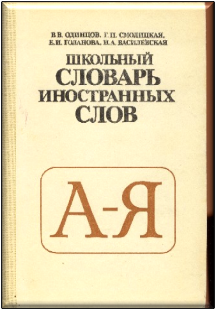 В. В. ОДИНЦОВ, Г. П. СМОЛИЦКАЯ,
Е. И. ГОЛАНОВА, И. А. ВАСИЛЕВСКАЯ
ШКОЛЬНЫЙ
СЛОВАРЬ
ИНОСТРАННЫХ
СЛОВ
А-Я